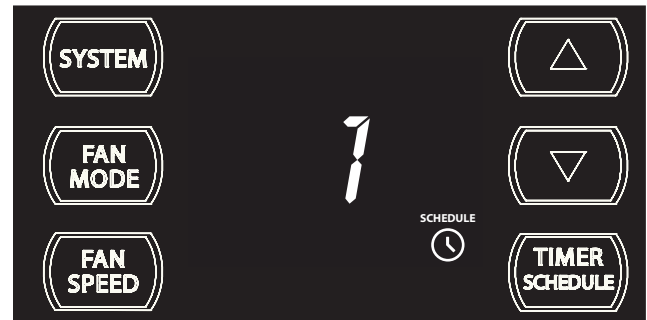 SYSTEM
FAN
MODE
FAN
SPEED
7
SCHEDULE
TIMER
SCHEDULE